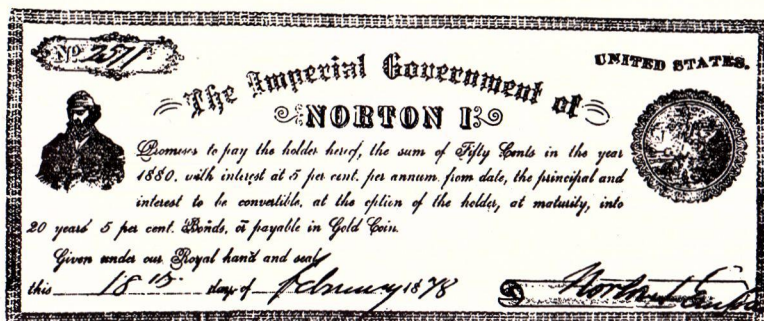 No. 2571
UNITED STATES.
The Imperial Government of
NORTON I
Promises to pay the holder hereof, the sum of Fifty Cents in the year
1880, with interest at 5 per cent. per annum from date, the principal and
interest to be convertible, at the option of the holder, at maturity, into
20 years' 5 per cent. Bonds, or payable in Gold Coin.
Given under our Royal hand and seal
this 18 day of February 1878
Norton I